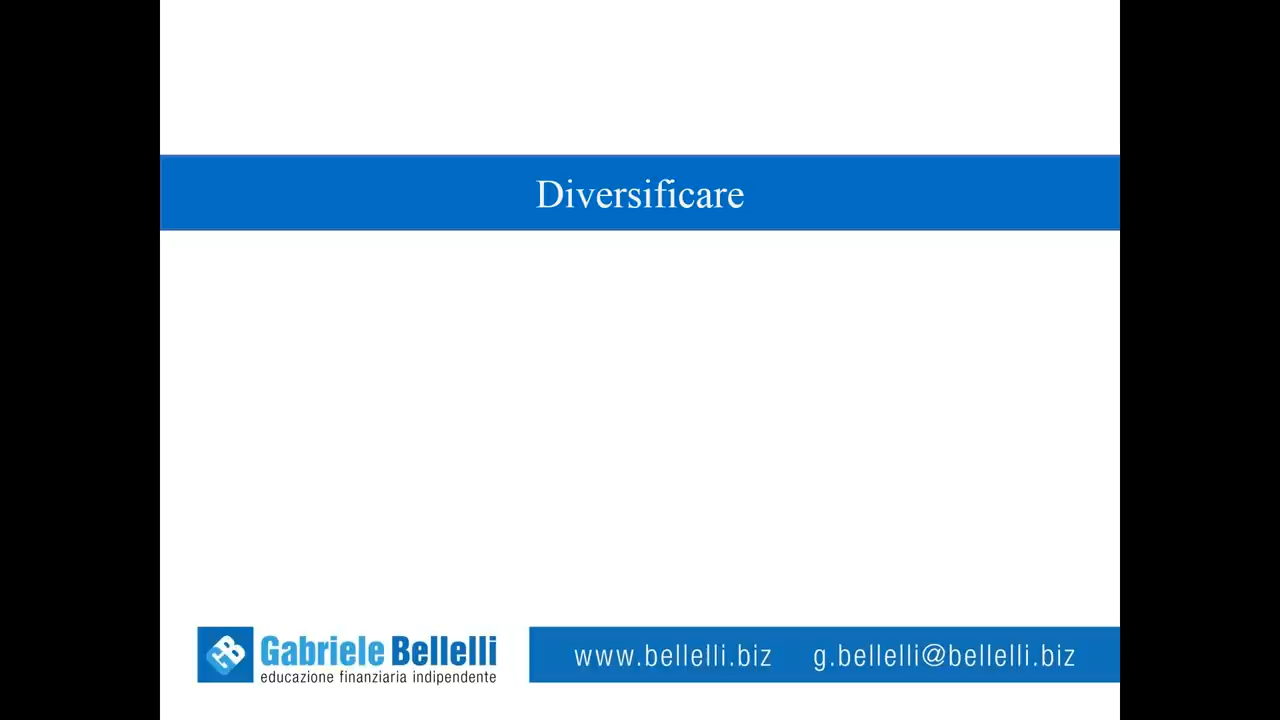 Diversificare
Gabriele Bellelli
educazione finanziaria indipendente
www.bellelli.biz g.bellelli@bellelli.biz